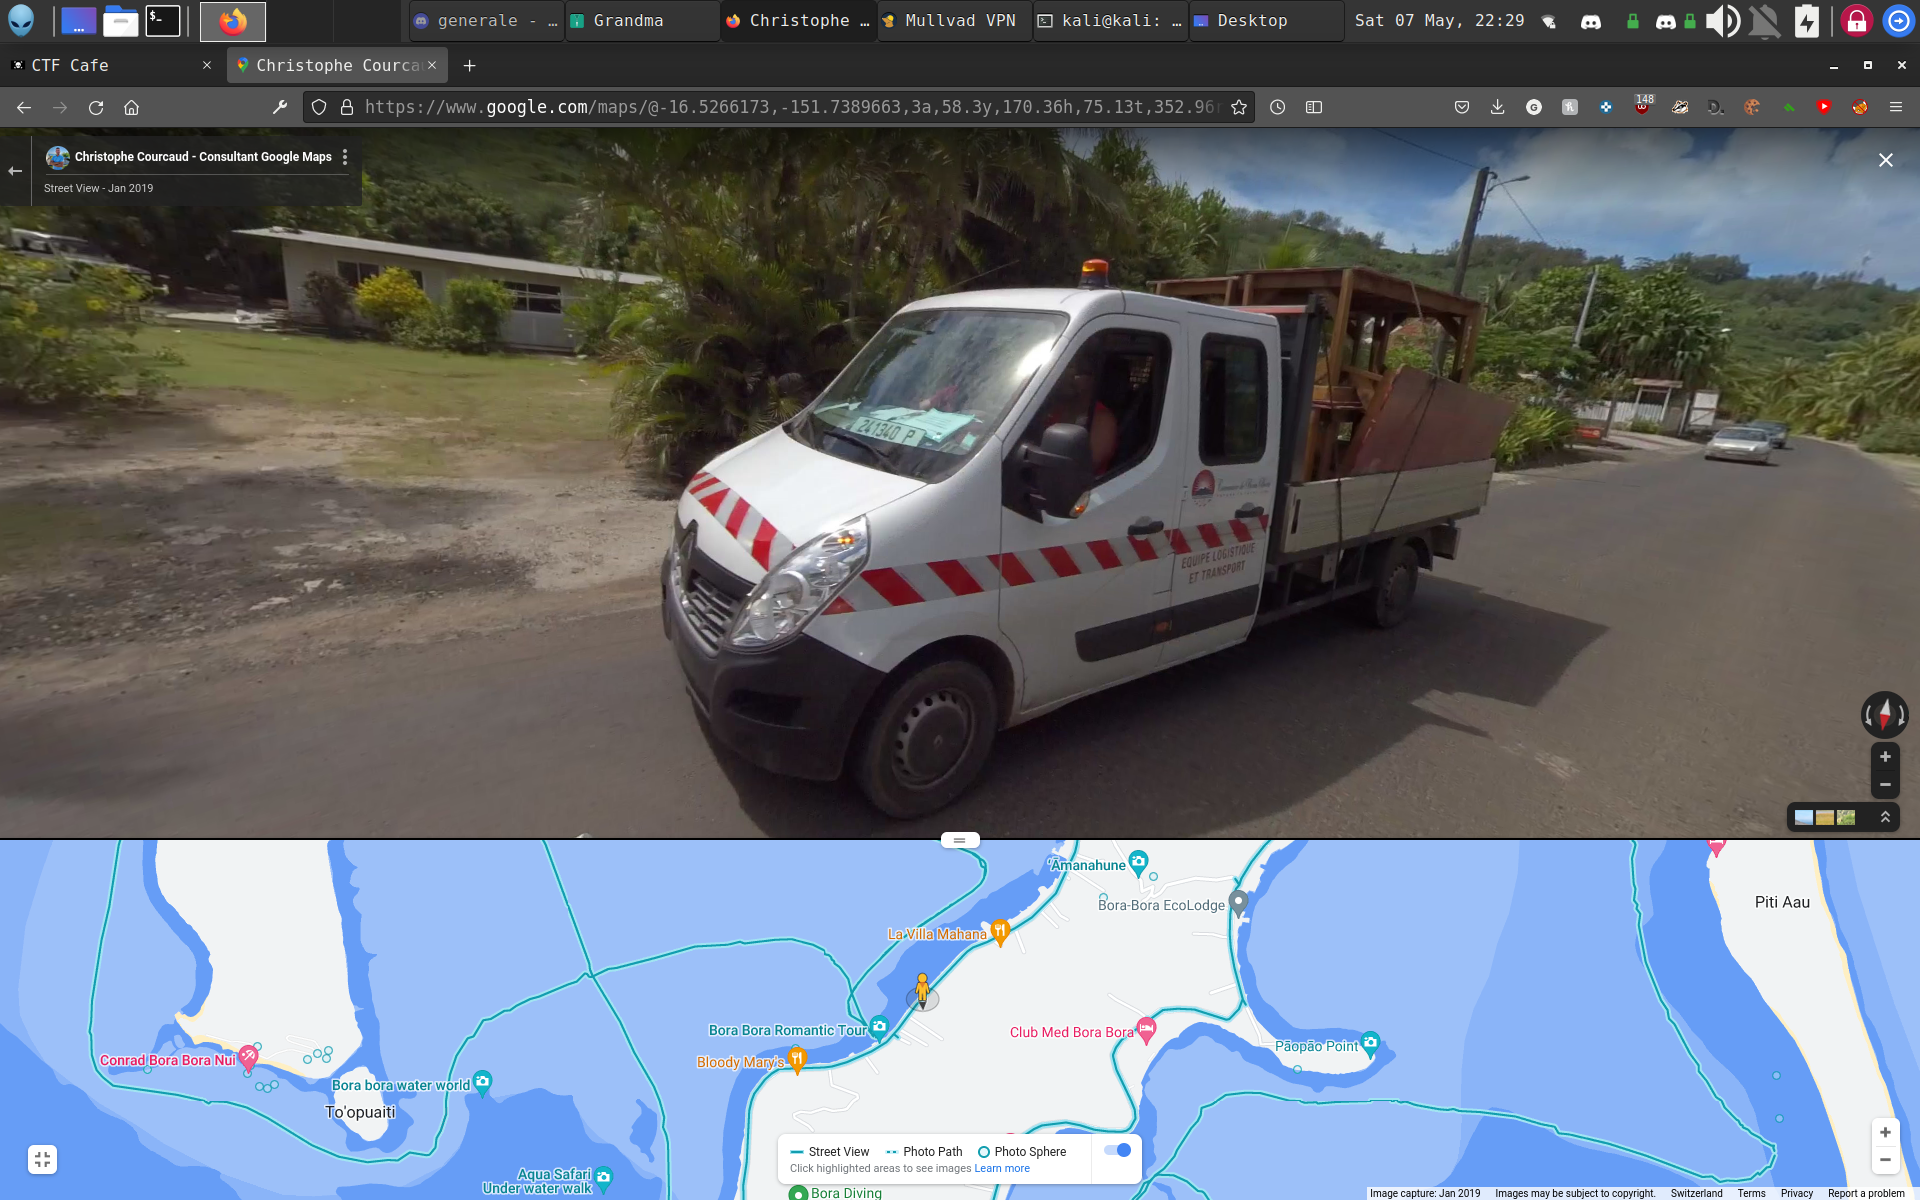 generale - …
Grandma
Christophe …
Mullvad VPN
kali@kali: …
Desktop
Sat 07 May, 22:29
CTF Cafe
Christophe Courca
https://www.google.com/maps/@-16.5266173,-151.7389663,3a,58.3y,170.36h,75.13t,352.96r
148
Christophe Courcaud - Consultant Google Maps
Street View - Jan 2019
241340 P
EQUIPE LOGISTIQUE
ET TRANSPORT
'Āmanahune
Bora-Bora EcoLodge
Piti Aau
La Villa Mahana
Bora Bora Romantic Tour
Club Med Bora Bora
Pāopāo Point
Conrad Bora Bora Nui
Bloody Mary's
Bora bora water world
To'opuaiti
Street View
Photo Path
Photo Sphere
Click highlighted areas to see images Learn more
Aqua Safari
Under water walk
Bora Diving
Image capture: Jan 2019
Images may be subject to copyright.
Switzerland
Terms
Privacy
Report a problem